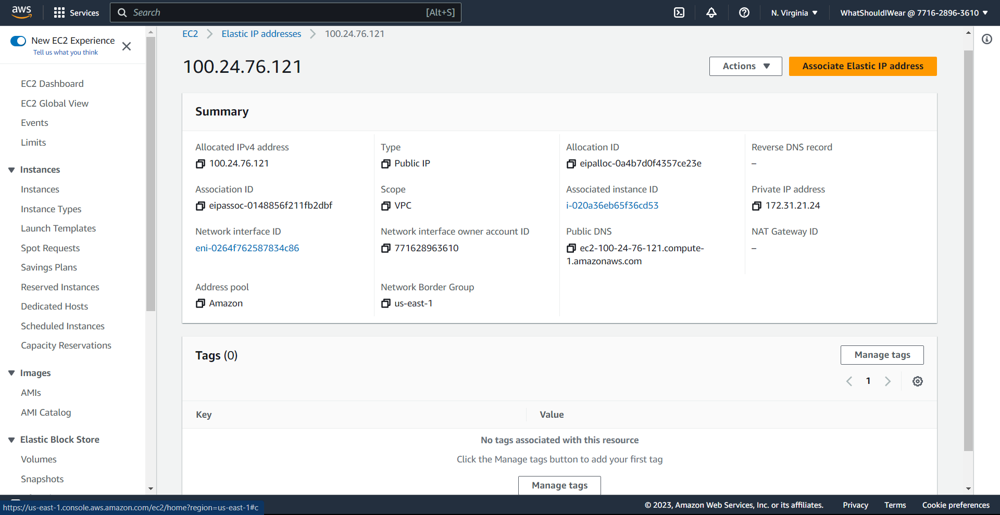 aws
Services
Search
[Alt+S]
N. Virginia
WhatShouldIWear @ 7716-2896-3610
New EC2 Experience
Tell us what you think
EC2 Dashboard
EC2 Global View
Events
Limits
Instances
Instances
Instance Types
Launch Templates
Spot Requests
Savings Plans
Reserved Instances
Dedicated Hosts
Scheduled Instances
Capacity Reservations
Images
AMIs
AMI Catalog
Elastic Block Store
Volumes
Snapshots
EC2 > Elastic IP addresses > 100.24.76.121
100.24.76.121
Actions
Associate Elastic IP address
Summary
Allocated IPv4 address
100.24.76.121
Type
Public IP
Allocation ID
eipalloc-0a4b7d0f4357ce23e
Reverse DNS record
–
Association ID
eipassoc-0148856f211fb2dbf
Scope
VPC
Associated instance ID
i-020a36eb65f36cd53
Private IP address
172.31.21.24
Network interface ID
eni-0264f762587834c86
Network interface owner account ID
771628963610
Public DNS
ec2-100-24-76-121.compute-
1.amazonaws.com
NAT Gateway ID
–
Address pool
Amazon
Network Border Group
us-east-1
Tags (0)
Manage tags
1
Key
Value
No tags associated with this resource
Click the Manage tags button to add your first tag
Manage tags
https://us-east-1.console.aws.amazon.com/ec2/home?region=us-east-1#c
© 2023, Amazon Web Services, Inc. or its affiliates.
Privacy
Terms
Cookie preferences